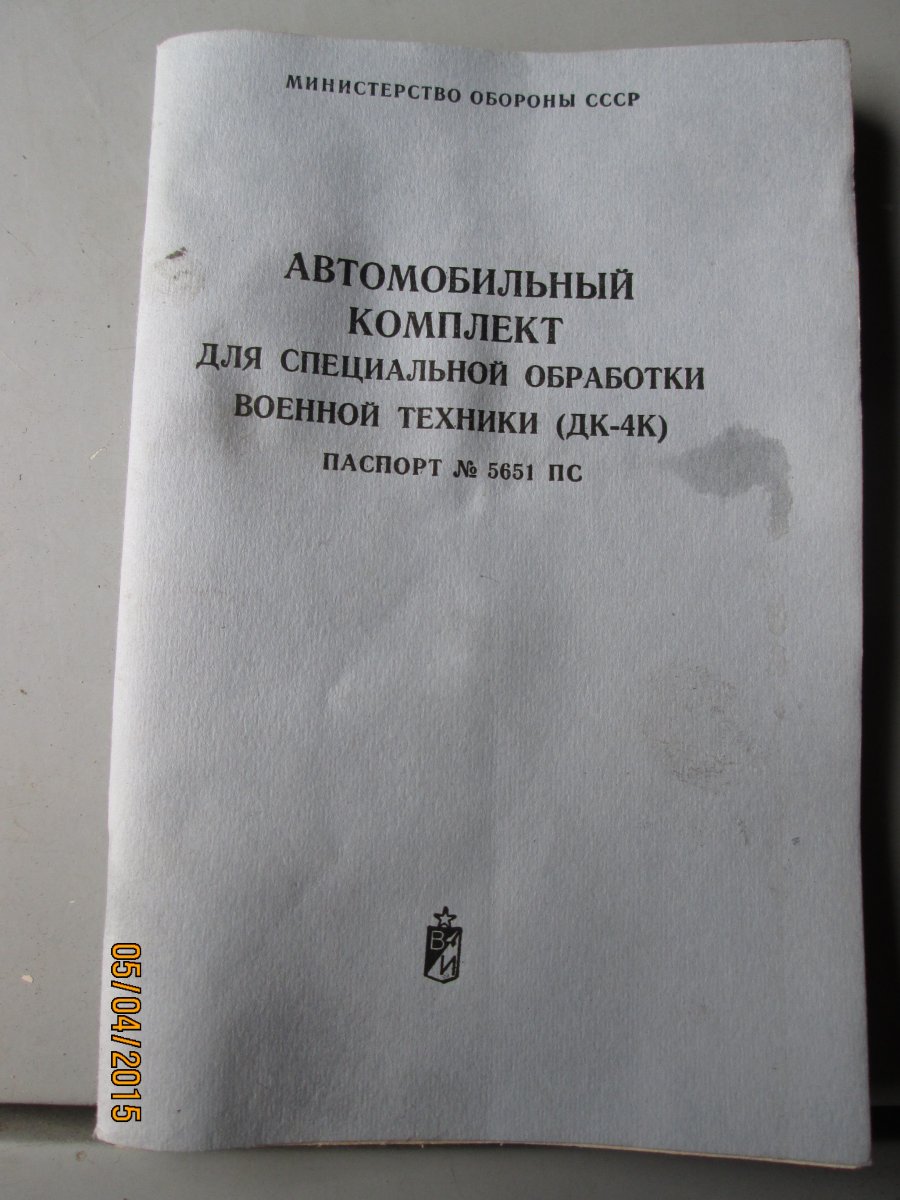 МИНИСТЕРСТВО ОБОРОНЫ СССР
АВТОМОБИЛЬНЫЙ
КОМПЛЕКТ
ДЛЯ СПЕЦИАЛЬНОЙ ОБРАБОТКИ
ВОЕННОЙ ТЕХНИКИ (ДК-4К)
ПАСПОРТ № 5651 ПС
В
И
05/04/2015